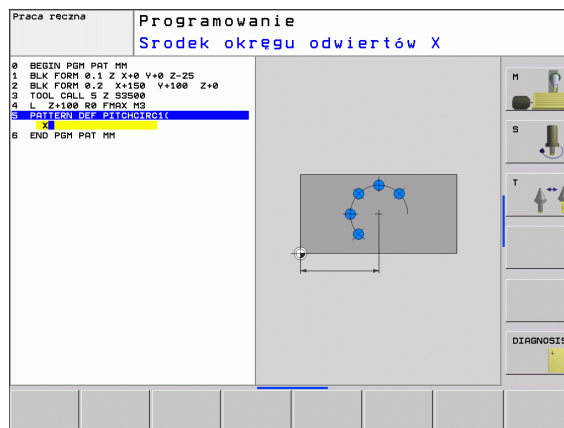 Praca ręczna
Programowanie
Srodek okręgu odwiertów X
0 BEGIN PGM PAT MM
1 BLK FORM 0.1 Z X+0 Y+0 Z-25
2 BLK FORM 0.2 X+150 Y+100 Z+0
3 TOOL CALL 5 Z S3500
4 L Z+100 R0 FMAX M3
5 PATTERN DEF PITCHCIRC1(
X
6 END PGM PAT MM
M
S
T
DIAGNOSIS